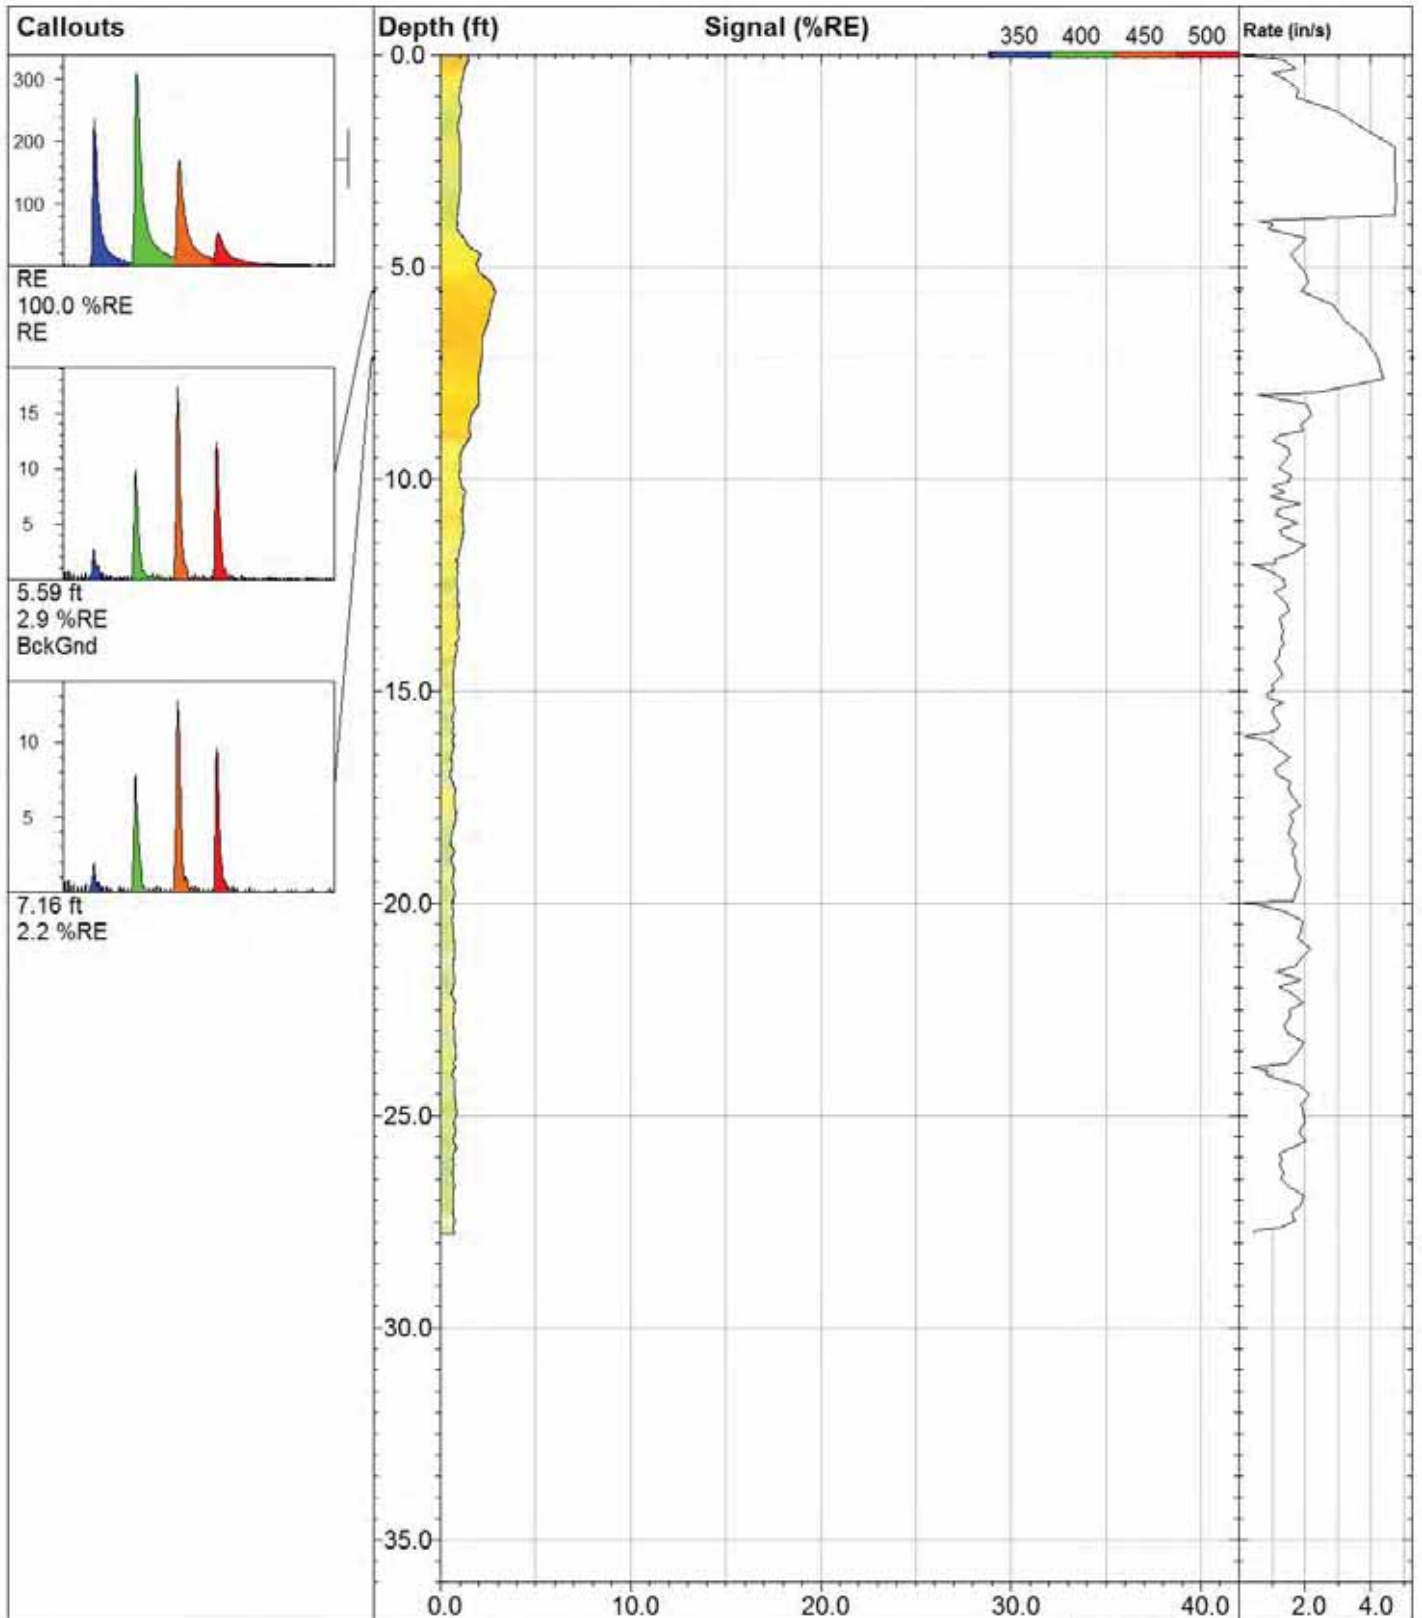 Callouts
Depth (ft)
Signal (%RE)
350 400 450 500
Rate (in/s)
300
200
100
RE
100.0 %RE
RE
15
10
5
5.59 ft
2.9 %RE
BckGnd
10
5
7.16 ft
2.2 %RE
0.0
5.0
10.0
15.0
20.0
25.0
30.0
35.0
0.0 10.0 20.0 30.0 40.0
2.0 4.0